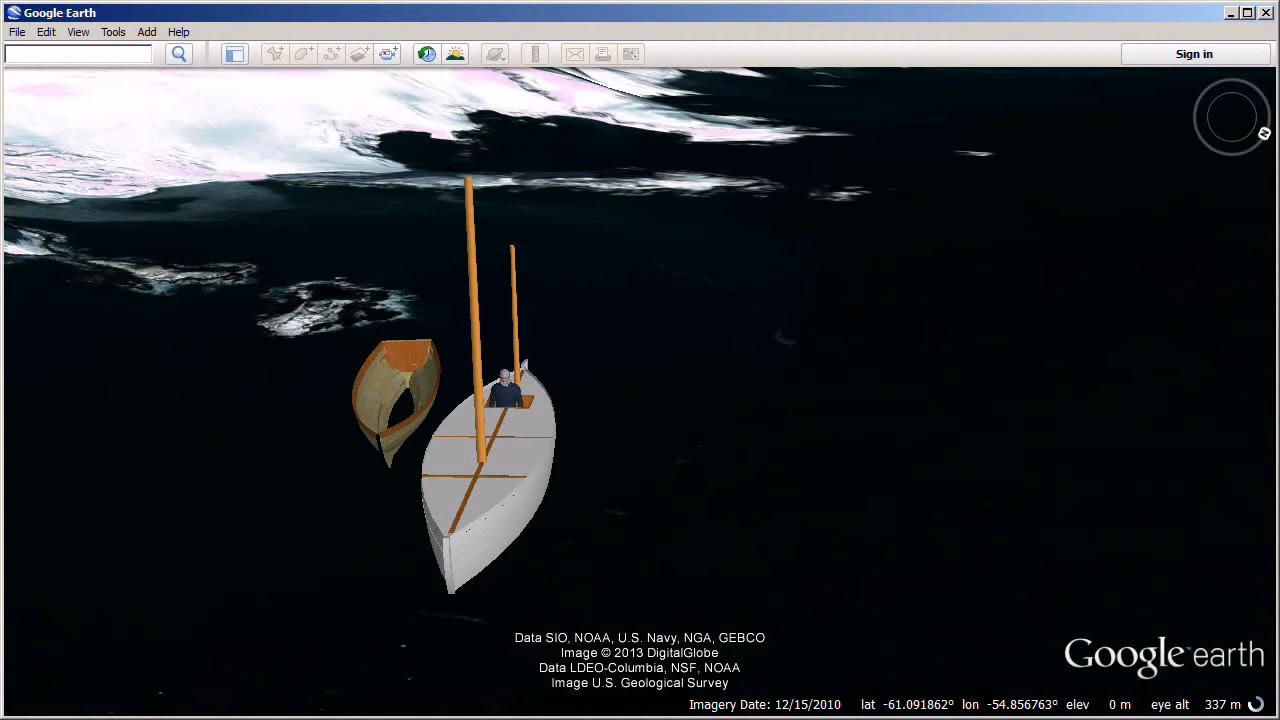 Google Earth
File Edit View Tools Add Help
Sign in
N
Data SIO, NOAA, U.S. Navy, NGA, GEBCO
Image © 2013 DigitalGlobe
Data LDEO-Columbia, NSF, NOAA
Image U.S. Geological Survey
Google earth
Imagery Date: 12/15/2010 lat -61.091862° lon -54.856763° elev 0 m eye alt 337 m